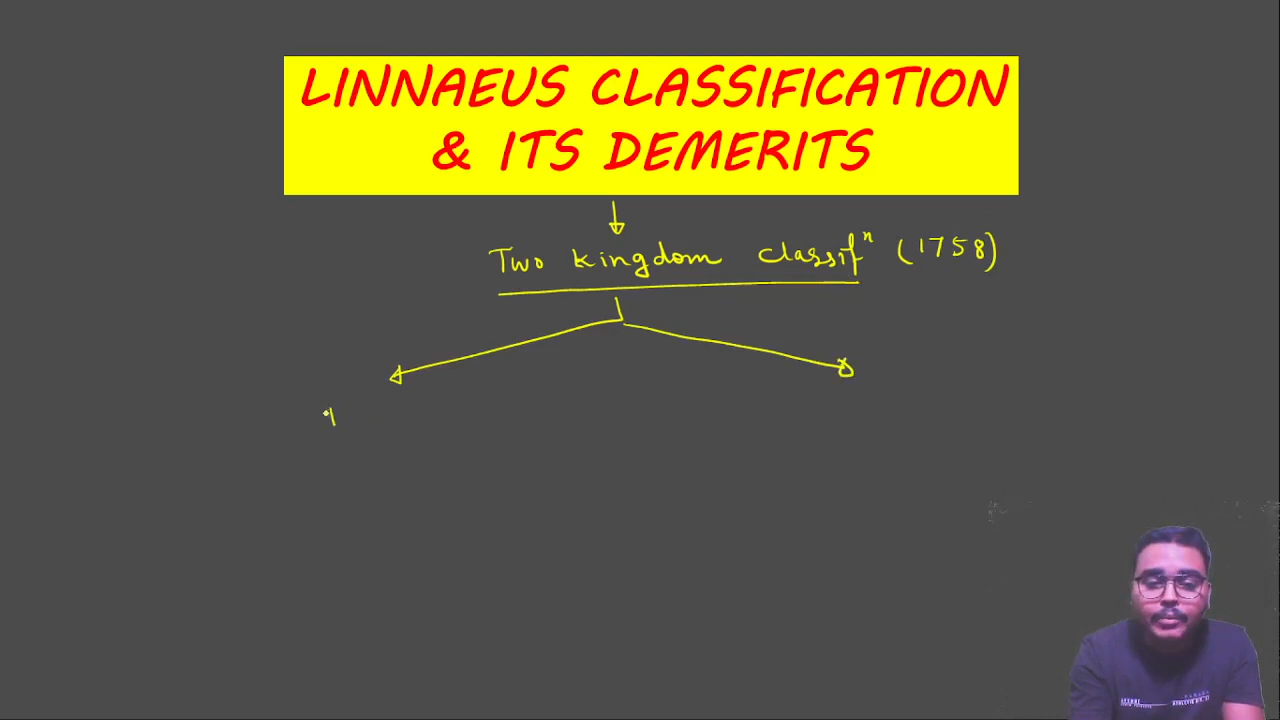 LINNAEUS CLASSIFICATION
& ITS DEMERITS
Two kingdom classifⁿ (1758)